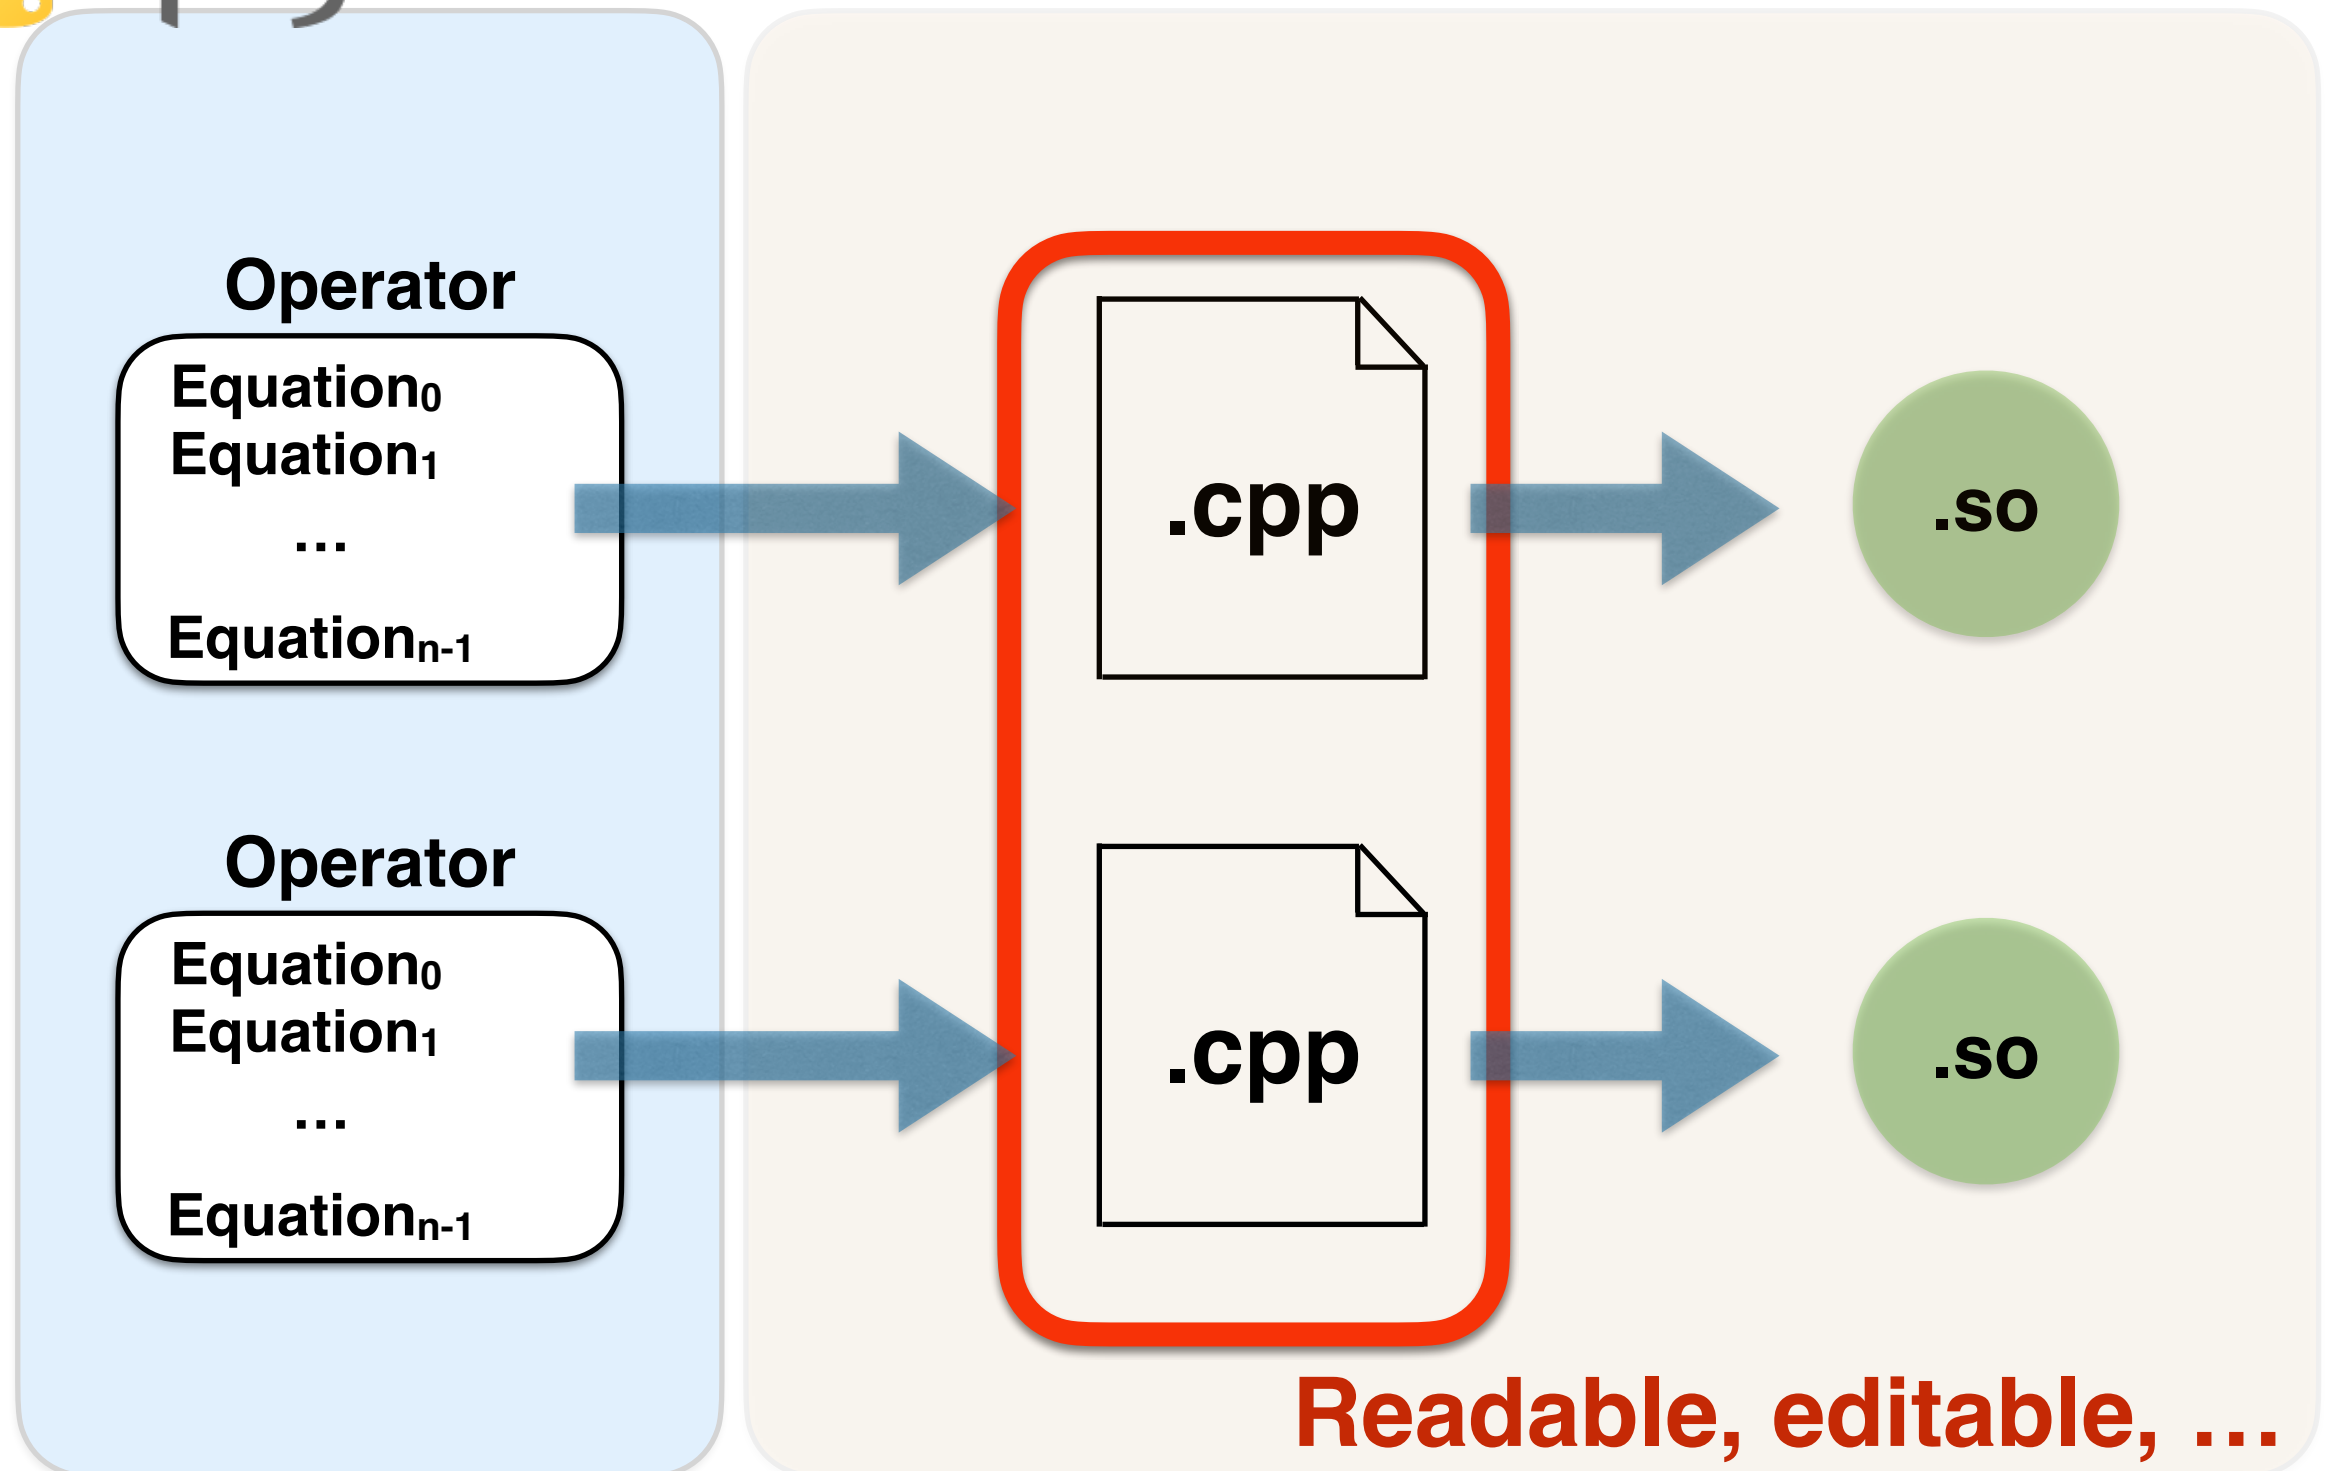 Operator
Equation₀
Equation₁
...
Equationₙ₋₁
.cpp
.so
Operator
Equation₀
Equation₁
...
Equationₙ₋₁
.cpp
.so
Readable, editable, ...